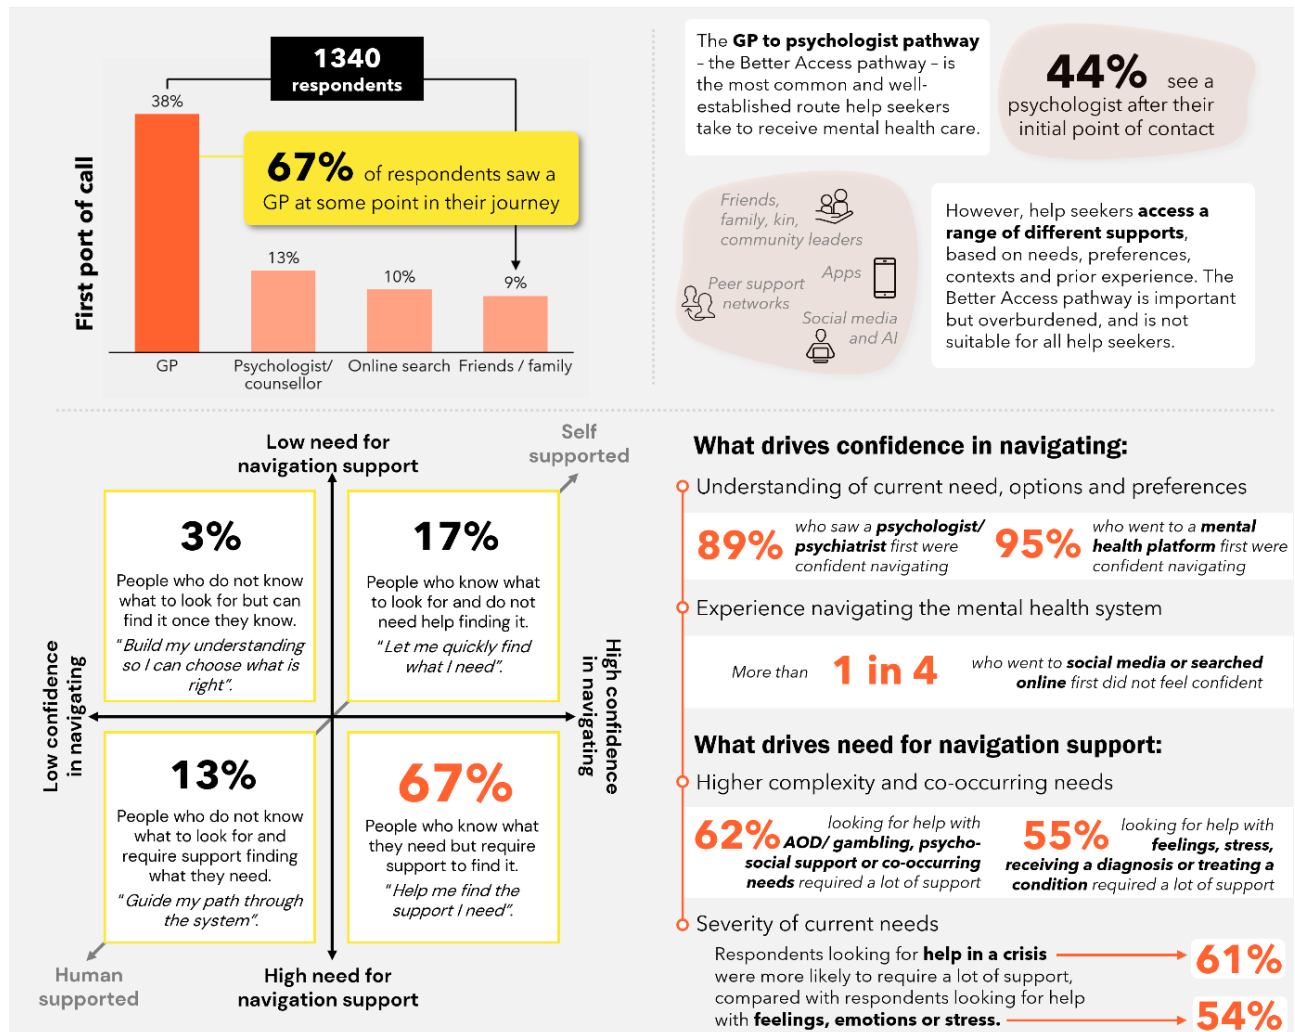 1340
respondents
First port of call
38%
67% of respondents saw a
GP at some point in their journey
13%
10%
9%
GP
Psychologist/
counsellor
Online search
Friends / family
The GP to psychologist pathway
– the Better Access pathway – is
the most common and well-
established route help seekers
take to receive mental health care.
44% see a
psychologist after their
initial point of contact
Friends,
family, kin,
community leaders
Apps
Peer support
networks
Social media
and AI
However, help seekers access a
range of different supports,
based on needs, preferences,
contexts and prior experience. The
Better Access pathway is important
but overburdened, and is not
suitable for all help seekers.
Low need for
navigation support
Self
supported
3%
People who do not know
what to look for but can
find it once they know.
"Build my understanding
so I can choose what is
right".
17%
People who know what
to look for and do not
need help finding it.
"Let me quickly find
what I need".
Low confidence
in navigating
High confidence
in navigating
13%
People who do not know
what to look for and
require support finding
what they need.
"Guide my path through
the system".
67%
People who know what
they need but require
support to find it.
"Help me find the
support I need".
Human
supported
High need for
navigation support
What drives confidence in navigating:
Understanding of current need, options and preferences
89% who saw a psychologist/
psychiatrist first were
confident navigating
95% who went to a mental
health platform first were
confident navigating
Experience navigating the mental health system
More than 1 in 4 who went to social media or searched
online first did not feel confident
What drives need for navigation support:
Higher complexity and co-occurring needs
62% looking for help with
AOD/ gambling, psycho-
social support or co-occurring
needs required a lot of support
55% looking for help with
feelings, stress,
receiving a diagnosis or treating a
condition required a lot of support
Severity of current needs
Respondents looking for help in a crisis
were more likely to require a lot of support,
compared with respondents looking for help
with feelings, emotions or stress.
61%
54%